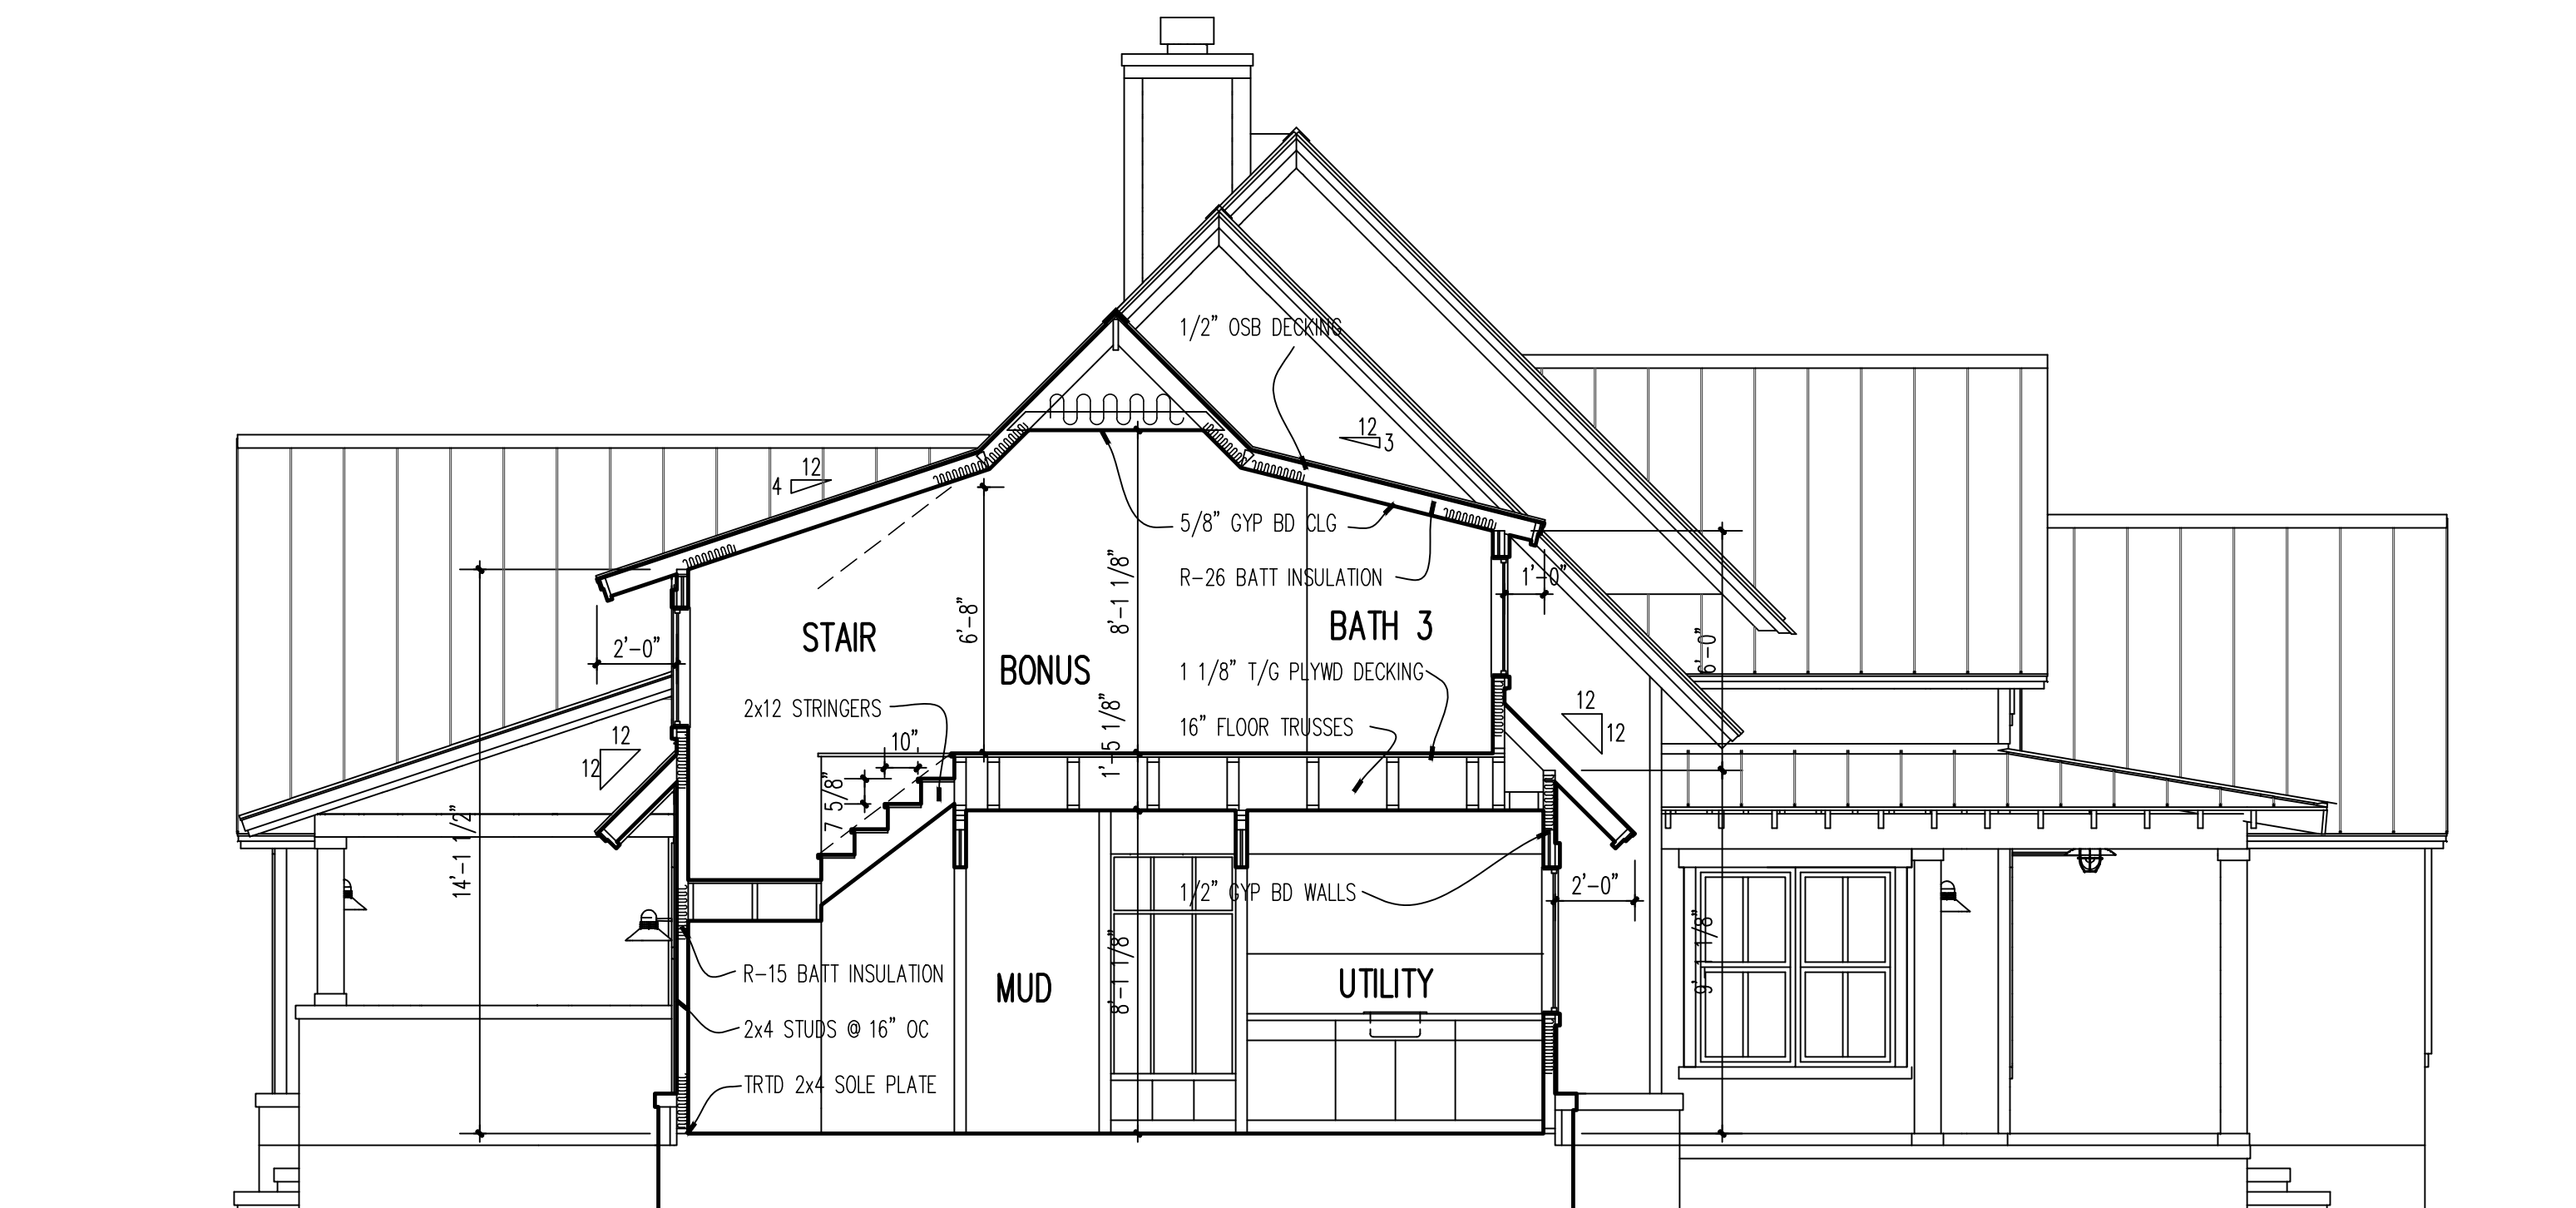 1/2” OSB DECKING
12
3
12
4
5/8” GYP BD CLG
R-26 BATT INSULATION
1'-0”
2'-0”
STAIR
6'-8”
8'-1 1/8”
BATH 3
6'-0”
BONUS
1 1/8” T/G PLYWD DECKING
2x12 STRINGERS
16” FLOOR TRUSSES
12
12
12
12
10”
1'-5 1/8”
7 5/8”
14'-1 1/2”
1/2” GYP BD WALLS
2'-0”
9'-1 1/8”
R-15 BATT INSULATION
MUD
8'-1 1/8”
UTILITY
2x4 STUDS @ 16” OC
TRTD 2x4 SOLE PLATE